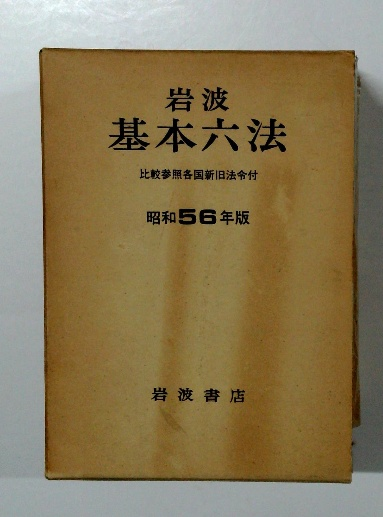 岩波
基本六法
比較参照各国新旧法令付
昭和56年版
岩波書店